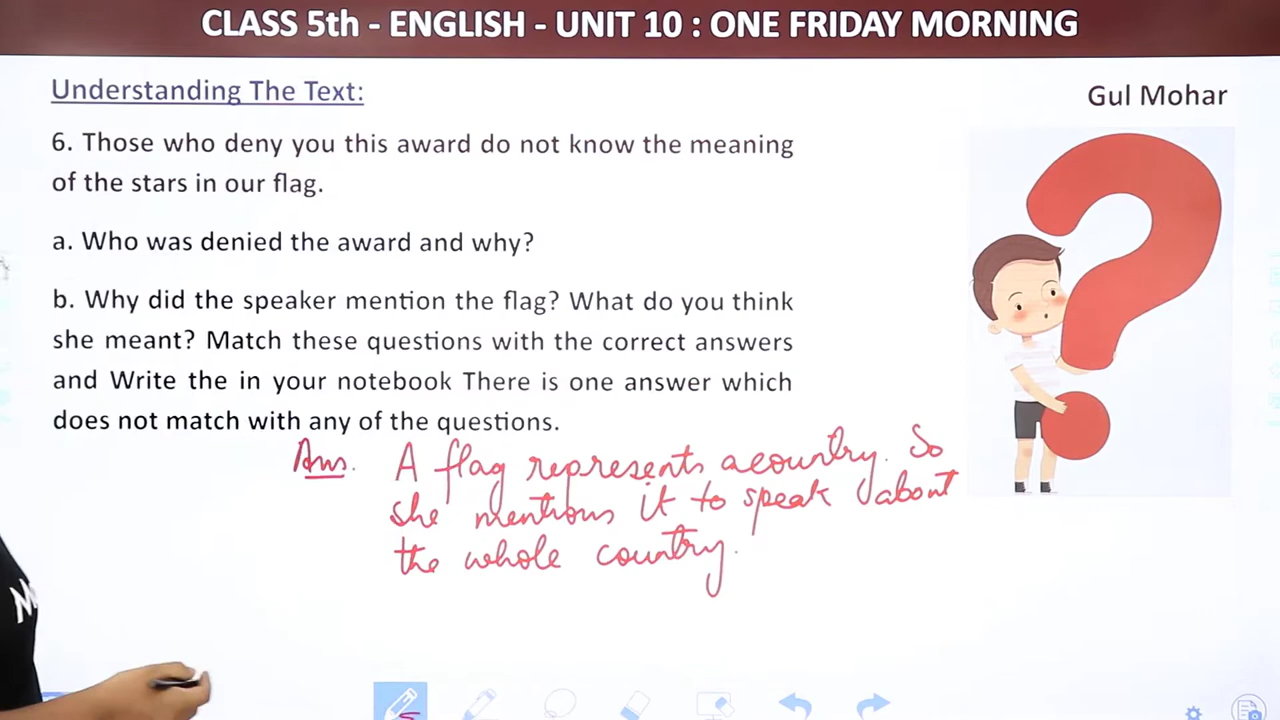 CLASS 5th - ENGLISH - UNIT 10 : ONE FRIDAY MORNING
Understanding The Text:
Gul Mohar
6. Those who deny you this award do not know the meaning
of the stars in our flag.
a. Who was denied the award and why?
b. Why did the speaker mention the flag? What do you think
she meant? Match these questions with the correct answers
and Write the in your notebook There is one answer which
does not match with any of the questions.
Ans. A flag represents a country. So
she mentions it to speak about
the whole country.